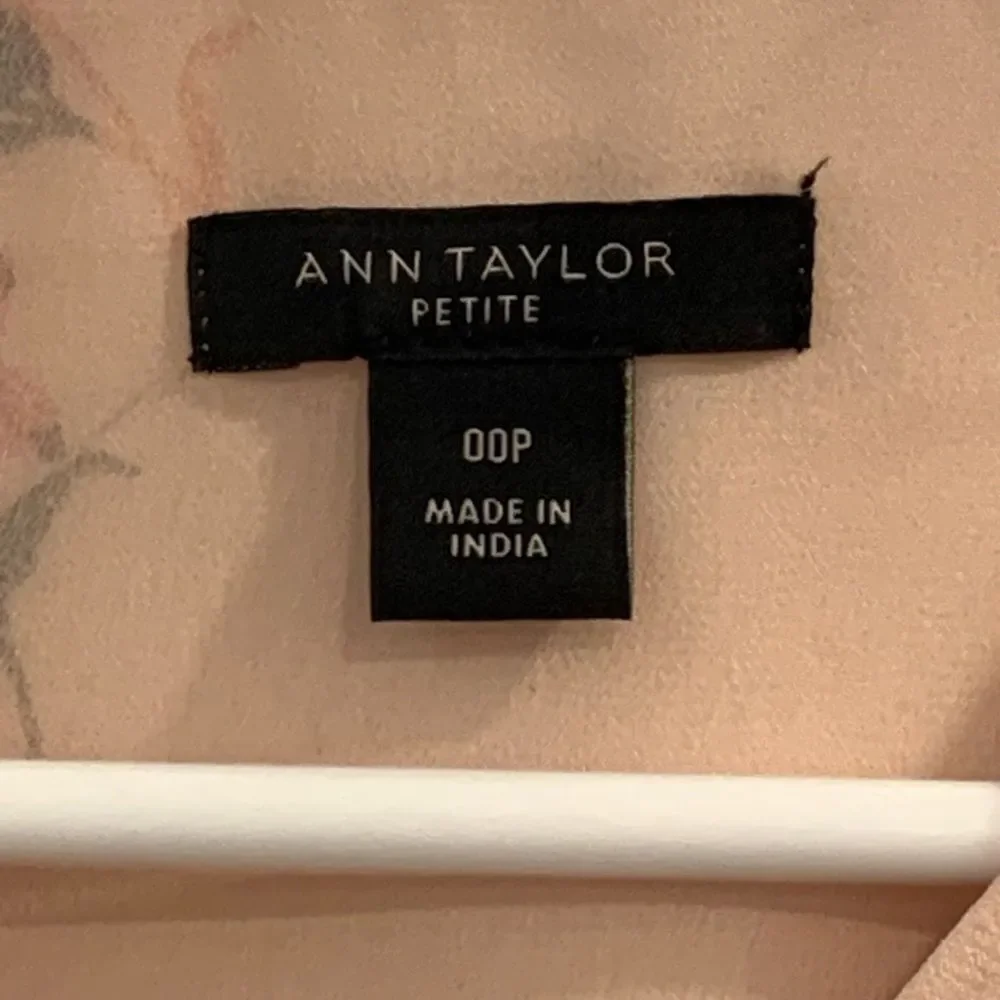 ANN TAYLOR
PETITE
00P
MADE IN
INDIA